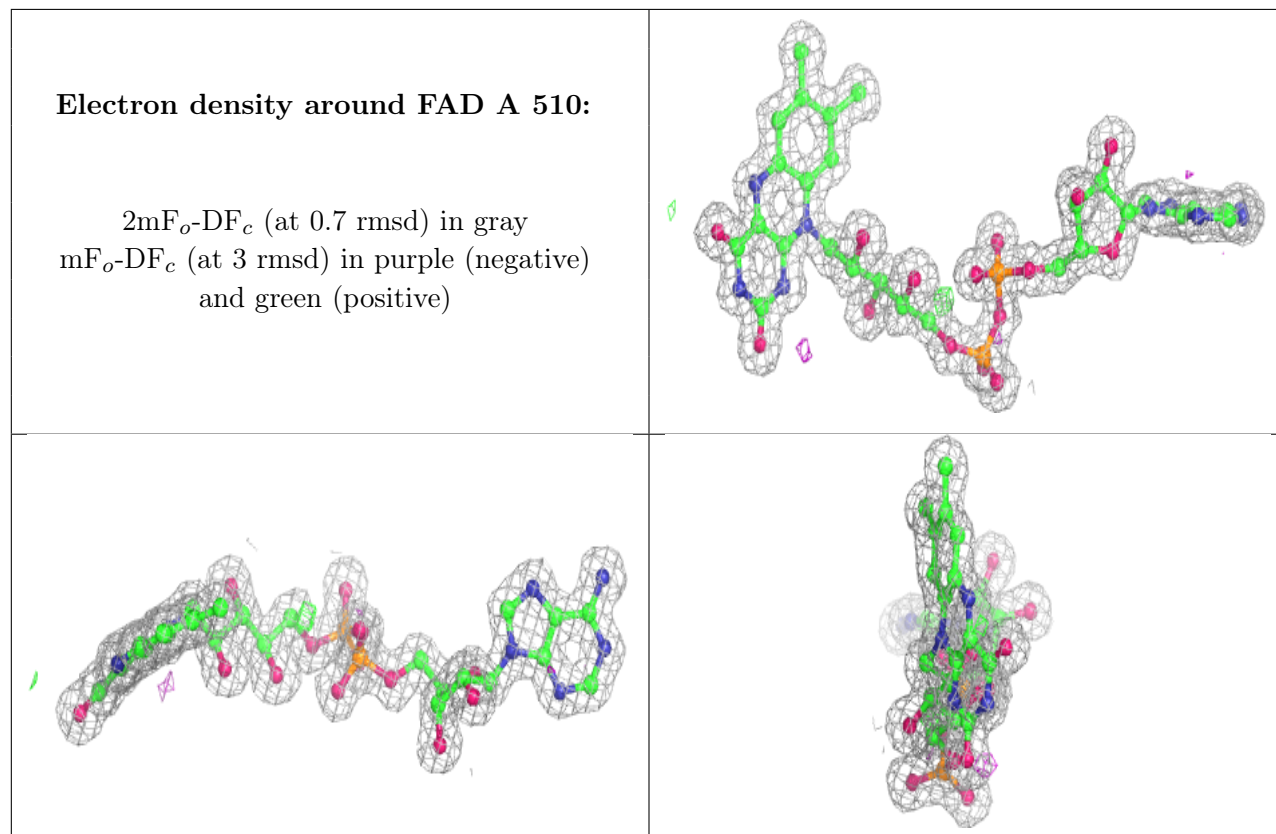 Electron density around FAD A 510:
2mFₒ-DF𝒸 (at 0.7 rmsd) in gray
mFₒ-DF𝒸 (at 3 rmsd) in purple (negative)
and green (positive)